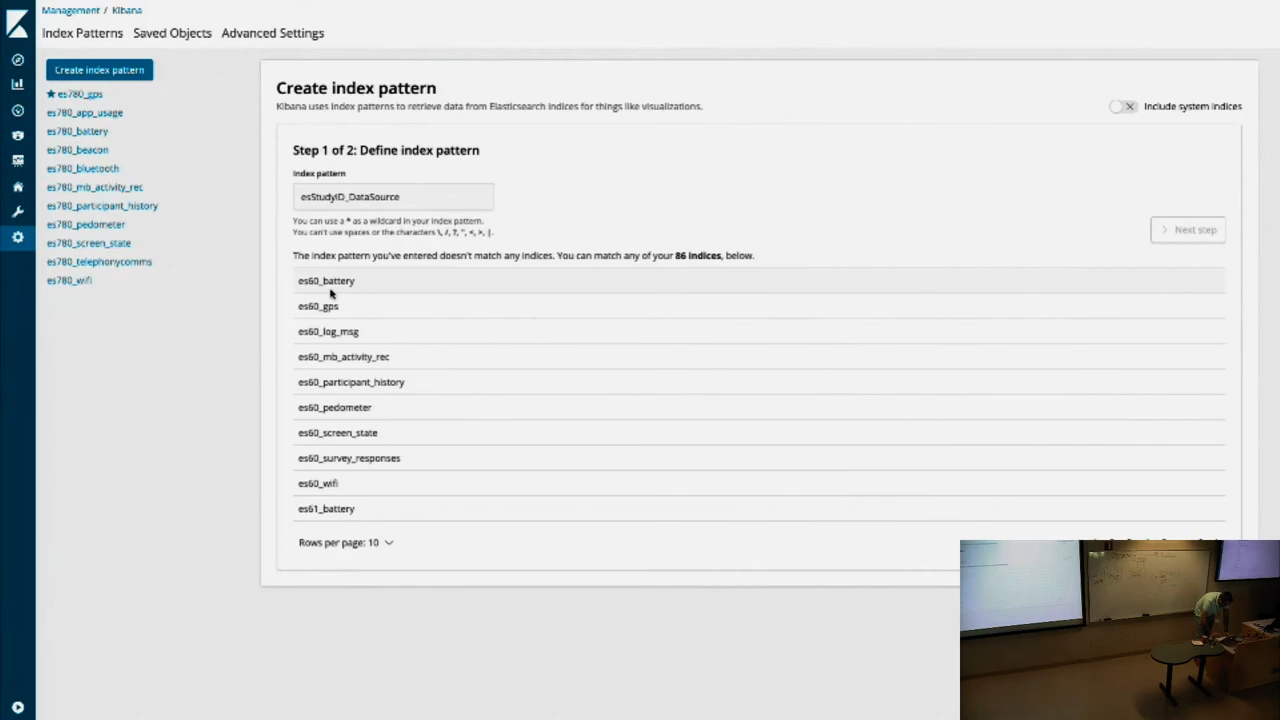 Management / Kibana
Index Patterns Saved Objects Advanced Settings
Create index pattern
★ es780_gps
es780_app_usage
es780_battery
es780_beacon
es780_bluetooth
es780_mb_activity_rec
es780_participant_history
es780_pedometer
es780_screen_state
es780_telephonycomms
es780_wifi
Create index pattern
Kibana uses index patterns to retrieve data from Elasticsearch indices for things like visualizations.
Include system indices
Step 1 of 2: Define index pattern
Index pattern
esStudyID_DataSource
You can use a * as a wildcard in your index pattern.
You can't use spaces or the characters \, /, ?, ", <, >, |.
Next step
The index pattern you've entered doesn't match any indices. You can match any of your 86 indices, below.
es60_battery
es60_gps
es60_log_msg
es60_mb_activity_rec
es60_participant_history
es60_pedometer
es60_screen_state
es60_survey_responses
es60_wifi
es61_battery
Rows per page: 10